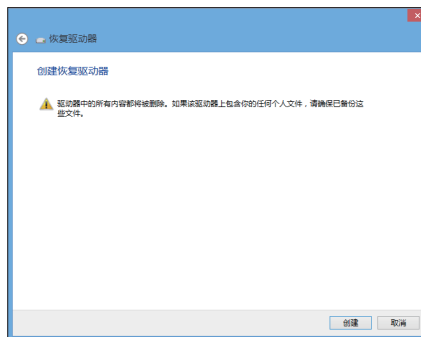 恢复驱动器
创建恢复驱动器
驱动器中的所有内容都将被删除。如果该驱动器上包含你的任何个人文件，请确保已备份这
些文件。
创建
取消